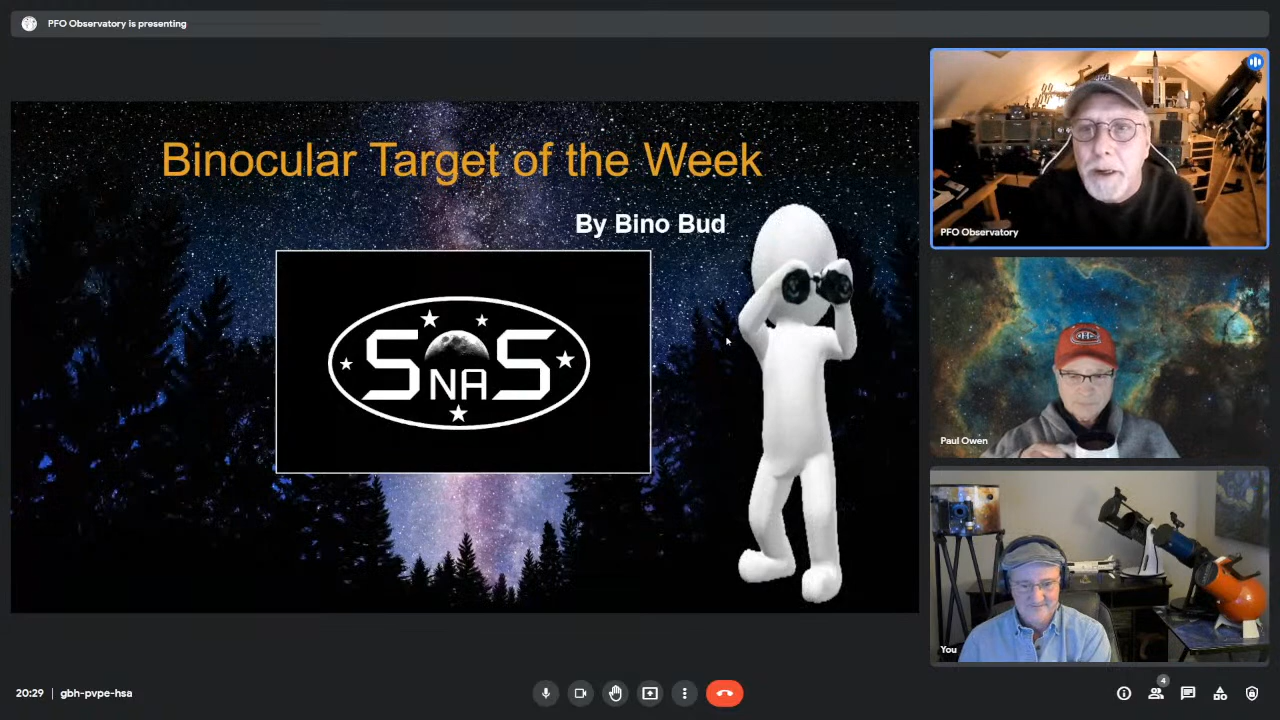 PFO Observatory is presenting
Binocular Target of the Week
By Bino Bud
SNAS
PFO Observatory
Paul Owen
You
20:29 | gbh-pvpe-hsa
4